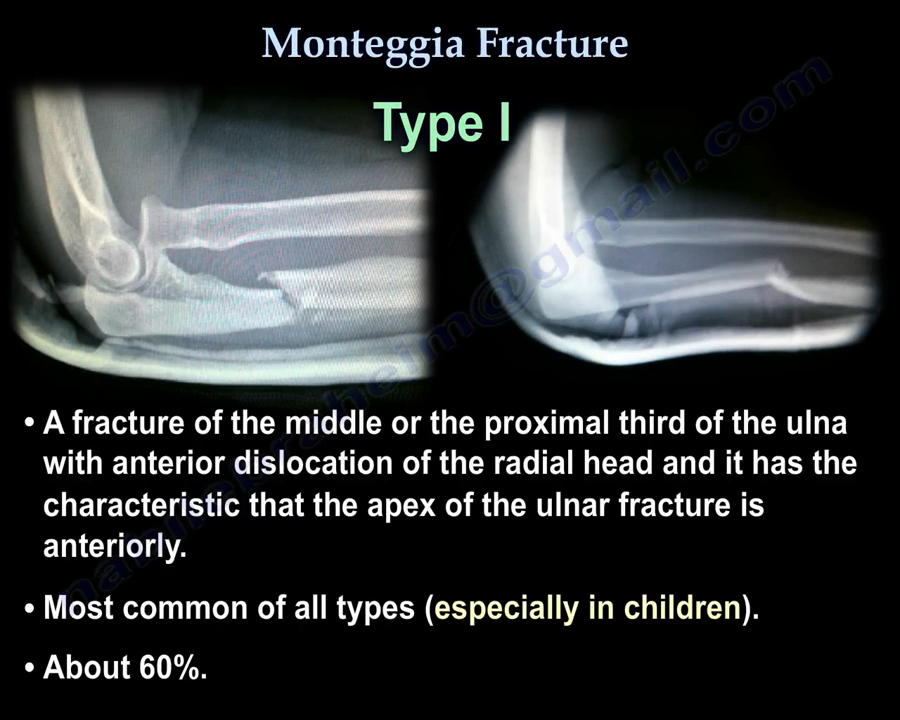 Monteggia Fracture
Type I
• A fracture of the middle or the proximal third of the ulna
with anterior dislocation of the radial head and it has the
characteristic that the apex of the ulnar fracture is
anteriorly.
• Most common of all types (especially in children).
• About 60%.